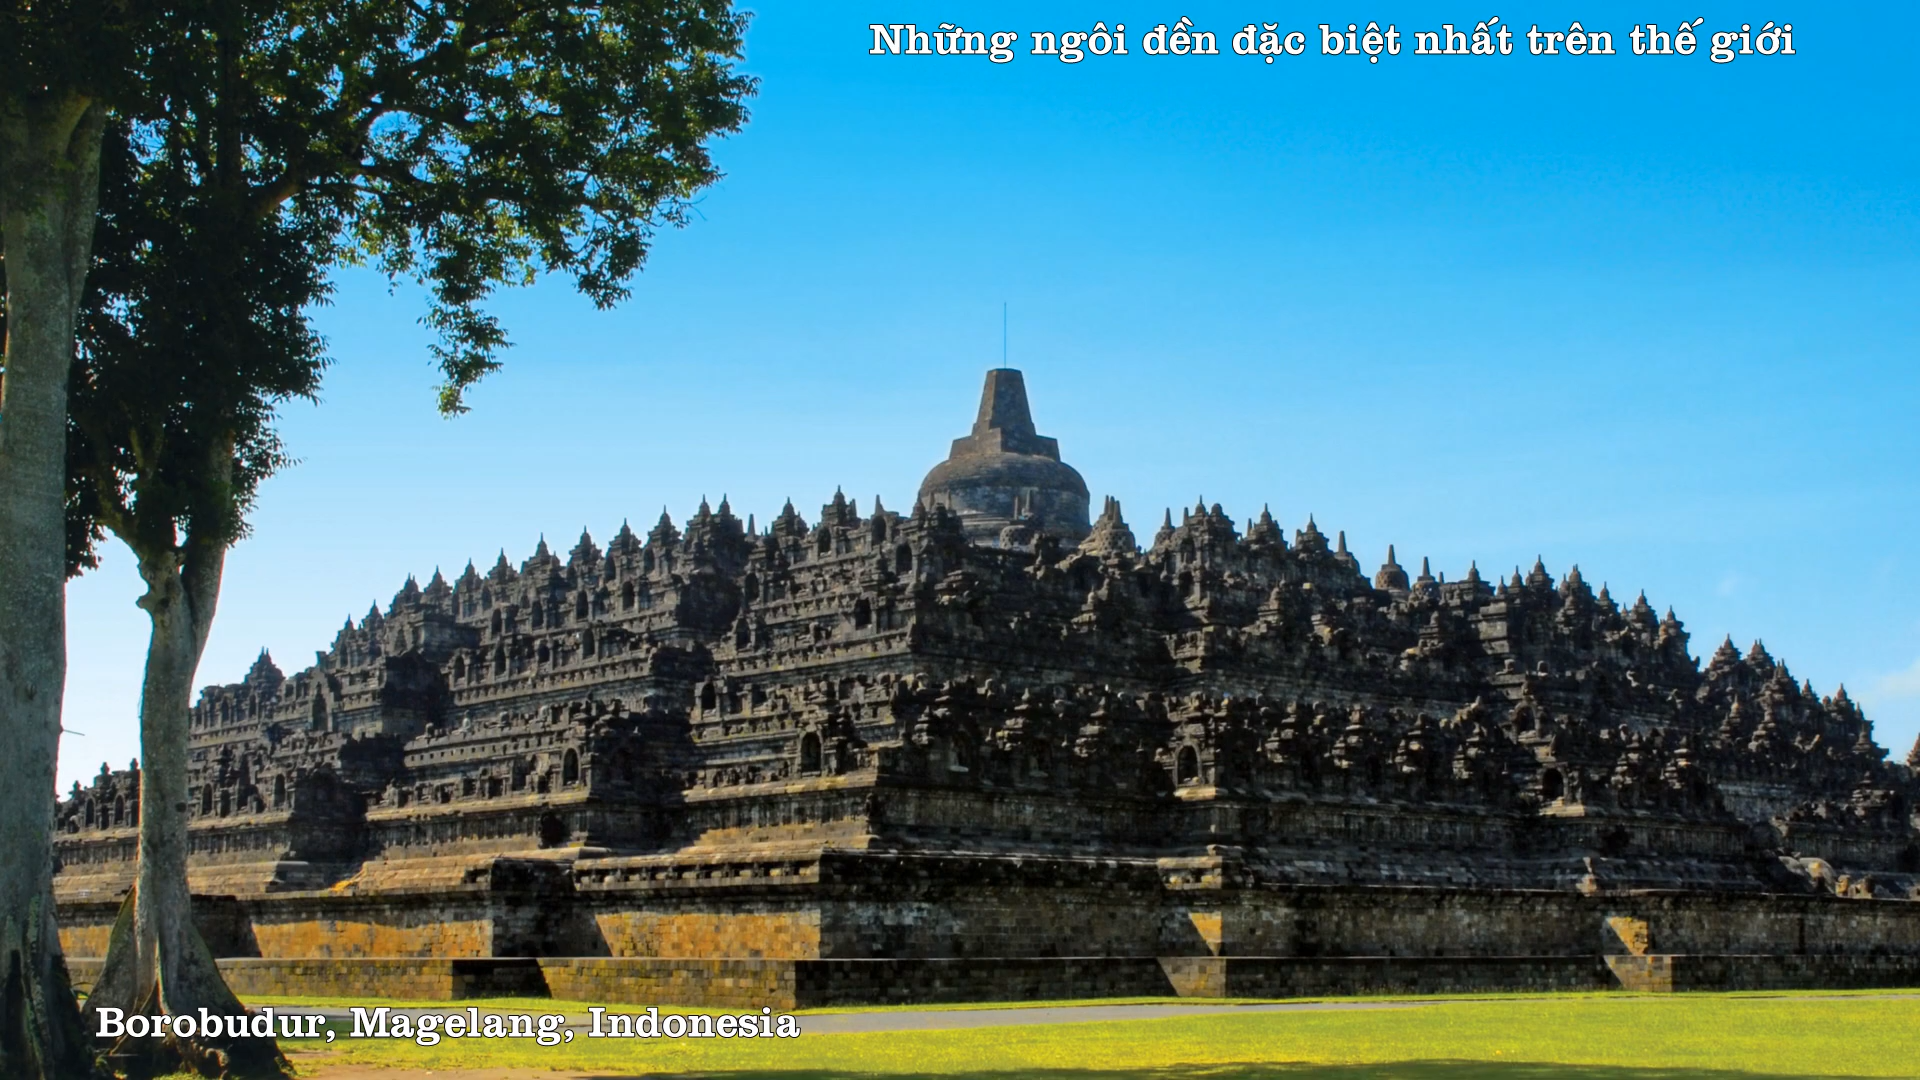 Những ngôi đền đặc biệt nhất trên thế giới
Borobudur, Magelang, Indonesia